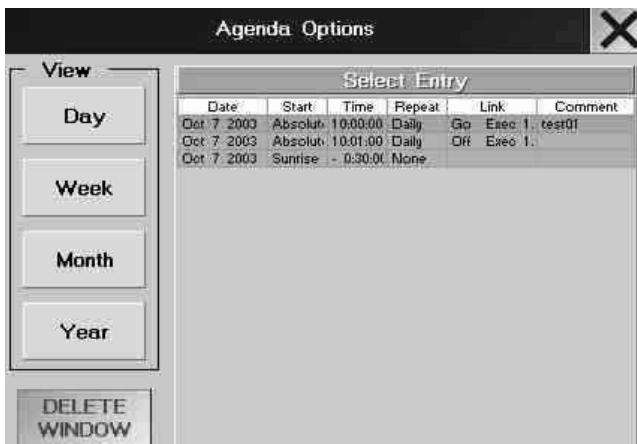 Agenda Options
View
Day
Week
Month
Year
DELETE
WINDOW
Select Entry
Date Start Time Repeat Link Comment
Oct 7 2003 Absolut 10:00:00 Daily Go Exec 1. test01
Oct 7 2003 Absolut 10:01:00 Daily Off Exec 1.
Oct 7 2003 Sunrise - 0:30:00 None